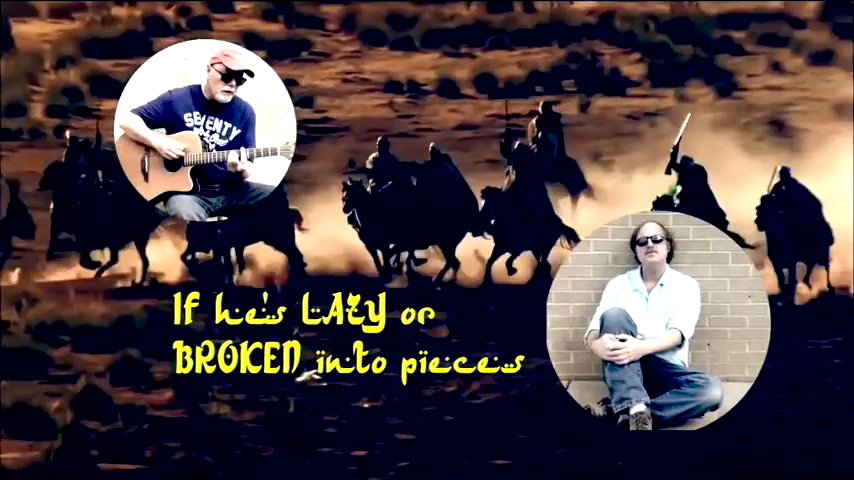 SEVENTY
If he's LAZY or
BROKEN into pieces